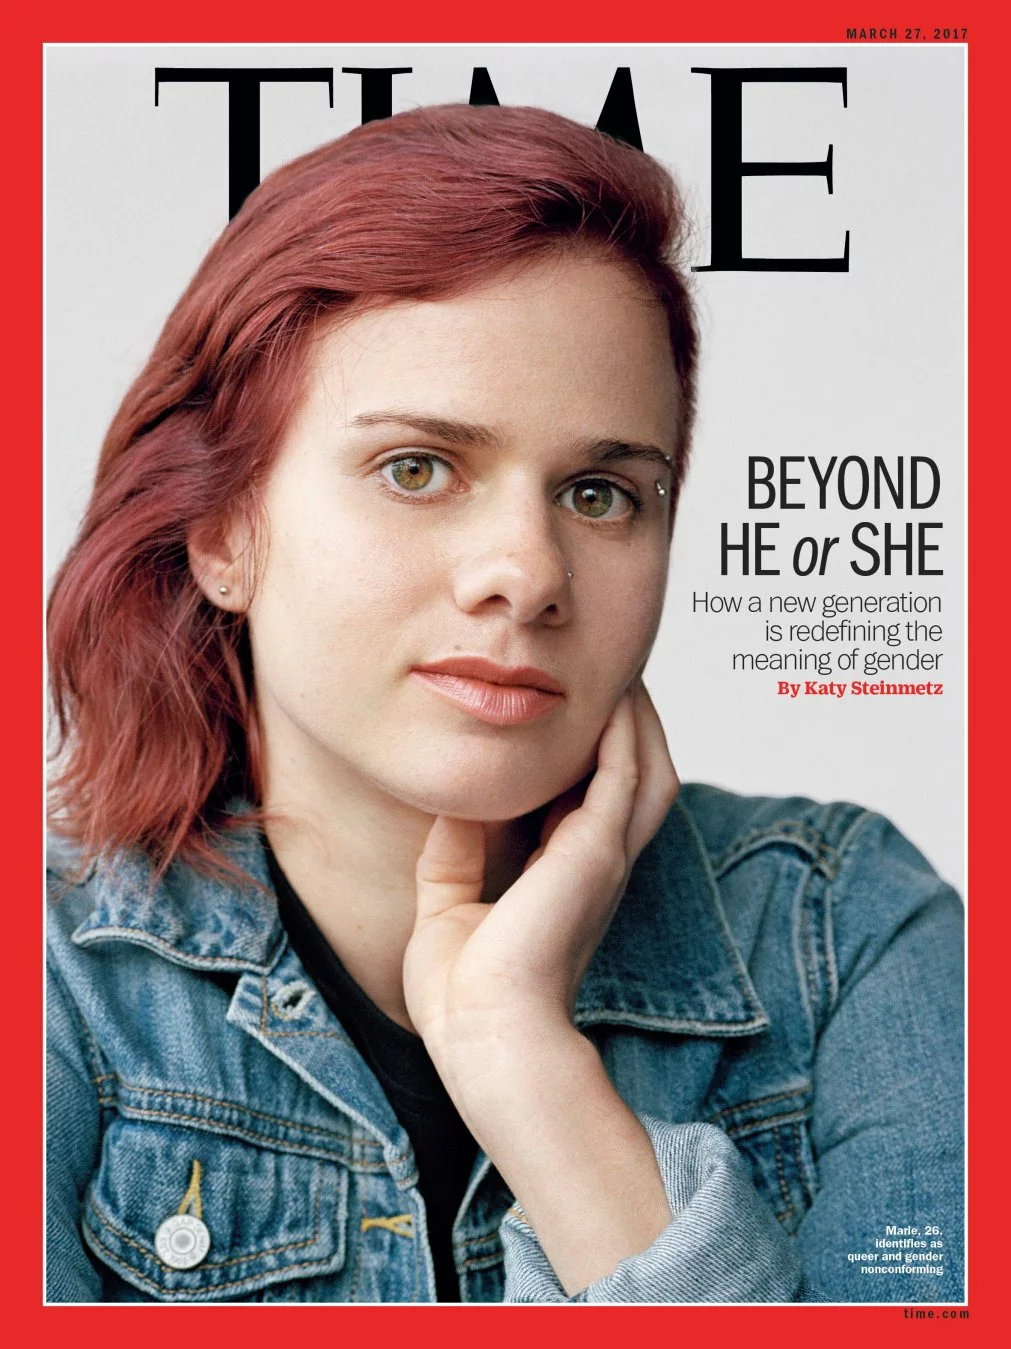 MARCH 27, 2017
TIME
BEYOND
HE or SHE
How a new generation
is redefining the
meaning of gender
By Katy Steinmetz
Marie, 26,
identifies as
queer and gender
nonconforming
time.com